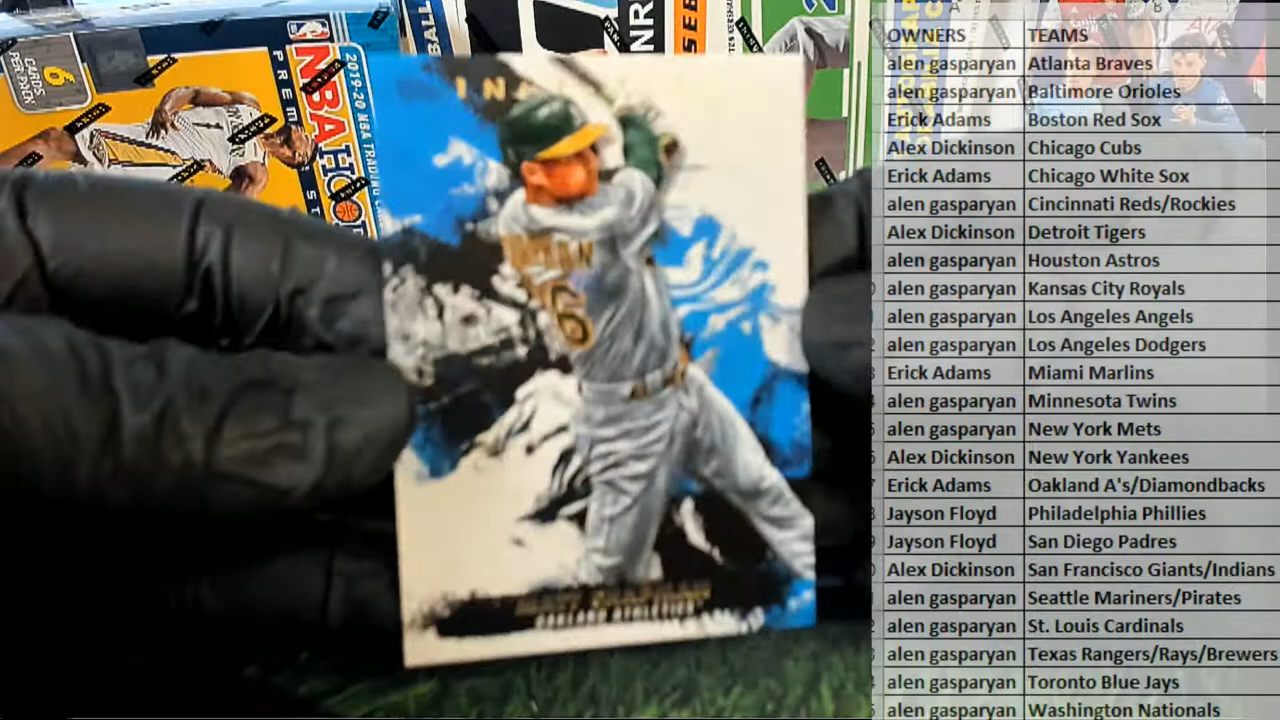 OWNERS TEAMS
alen gasparyan Atlanta Braves
alen gasparyan Baltimore Orioles
Erick Adams Boston Red Sox
Alex Dickinson Chicago Cubs
Erick Adams Chicago White Sox
alen gasparyan Cincinnati Reds/Rockies
Alex Dickinson Detroit Tigers
alen gasparyan Houston Astros
alen gasparyan Kansas City Royals
alen gasparyan Los Angeles Angels
alen gasparyan Los Angeles Dodgers
Erick Adams Miami Marlins
alen gasparyan Minnesota Twins
alen gasparyan New York Mets
Alex Dickinson New York Yankees
Erick Adams Oakland A's/Diamondbacks
Jayson Floyd Philadelphia Phillies
Jayson Floyd San Diego Padres
Alex Dickinson San Francisco Giants/Indians
alen gasparyan Seattle Mariners/Pirates
alen gasparyan St. Louis Cardinals
alen gasparyan Texas Rangers/Rays/Brewers
alen gasparyan Toronto Blue Jays
alen gasparyan Washington Nationals
6 CARDS
PER PACK
NBA
2019-20 NBA TRADING
PREM
NBA HOO
BALL
OAKLAND ATHLETICS